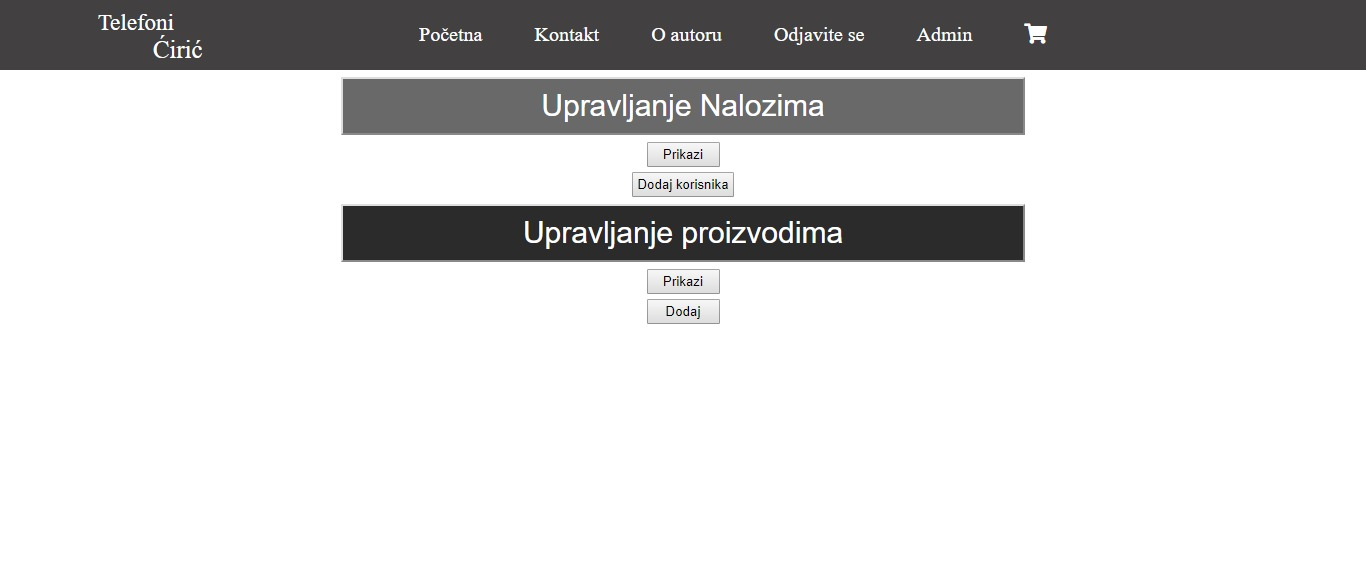 Telefoni
Ćirić
Početna Kontakt O autoru Odjavite se Admin
Upravljanje Nalozima
Prikazi
Dodaj korisnika
Upravljanje proizvodima
Prikazi
Dodaj